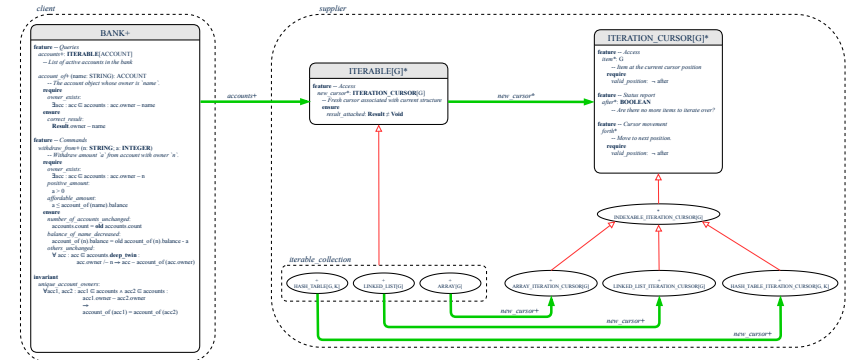 client
BANK+
feature -- Queries
accounts+: ITERABLE[ACCOUNT]
-- List of active accounts in the bank
account_of+ (name: STRING): ACCOUNT
-- The account object whose owner is `name`.
require
owner_exists:
∃acc : acc ∈ accounts : acc.owner ~ name
ensure
correct_result:
Result.owner ~ name
feature -- Commands
withdraw_from+ (n: STRING, a: INTEGER)
-- Withdraw amount `a` from account with owner `n`.
require
owner_exists:
∃acc : acc ∈ accounts : acc.owner ~ n
positive_amount:
a > 0
affordable_amount:
a ≤ account_of (name).balance
ensure
number_of_accounts_unchanged:
accounts.count = old accounts.count
balance_of_name_decreased:
account_of (n).balance = old account_of (n).balance - a
others_unchanged:
∀ acc : acc ∈ accounts deep_twin :
acc.owner /~ n → acc ~ account_of (acc.owner)
invariant
unique_account_owners:
∀acc1, acc2 : acc1 ∈ accounts ∧ acc2 ∈ accounts :
acc1.owner ~ acc2.owner
→
account_of (acc1) = account_of (acc2)
accounts+
supplier
ITERABLE[G]*
feature -- Access
new_cursor*: ITERATION_CURSOR[G]
-- Fresh cursor associated with current structure
ensure
result_attached: Result ≠ Void
new_cursor*
ITERATION_CURSOR[G]*
feature -- Access
item*: G
-- Item at the current cursor position
require
valid_position: ¬ after
feature -- Status report
after*: BOOLEAN
-- Are there no more items to iterate over?
feature -- Cursor movement
forth*
-- Move to next position.
require
valid_position: ¬ after
INDEXABLE_ITERATION_CURSOR[G]
iterable_collection
+
HASH_TABLE[G, K]
+
LINKED_LIST[G]
+
ARRAY[G]
+
ARRAY_ITERATION_CURSOR[G]
+
LINKED_LIST_ITERATION_CURSOR[G]
+
HASH_TABLE_ITERATION_CURSOR[G, K]
new_cursor+
new_cursor+
new_cursor+